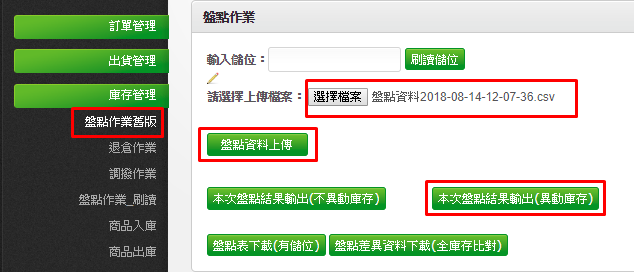 訂單管理
出貨管理
庫存管理
盤點作業舊版
退倉作業
調撥作業
盤點作業_刷讀
商品入庫
商品出庫
盤點作業
輸入儲位： 刷讀儲位
請選擇上傳檔案： 選擇檔案 盤點資料2018-08-14-12-07-36.csv
盤點資料上傳
本次盤點結果輸出(不異動庫存) 本次盤點結果輸出(異動庫存)
盤點表下載(有儲位) 盤點差異資料下載(全庫存比對)